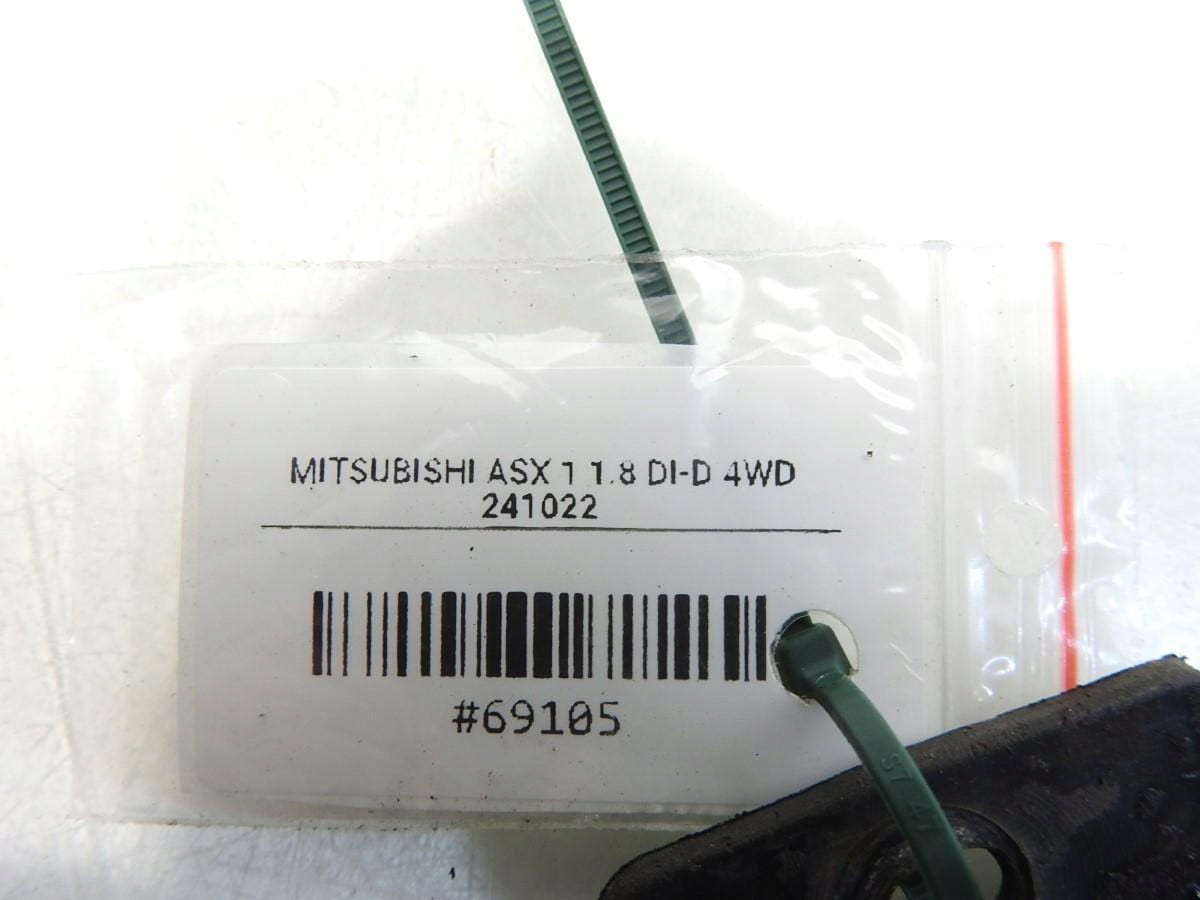 MITSUBISHI ASX 1 1.8 DI-D 4WD
241022
#69105